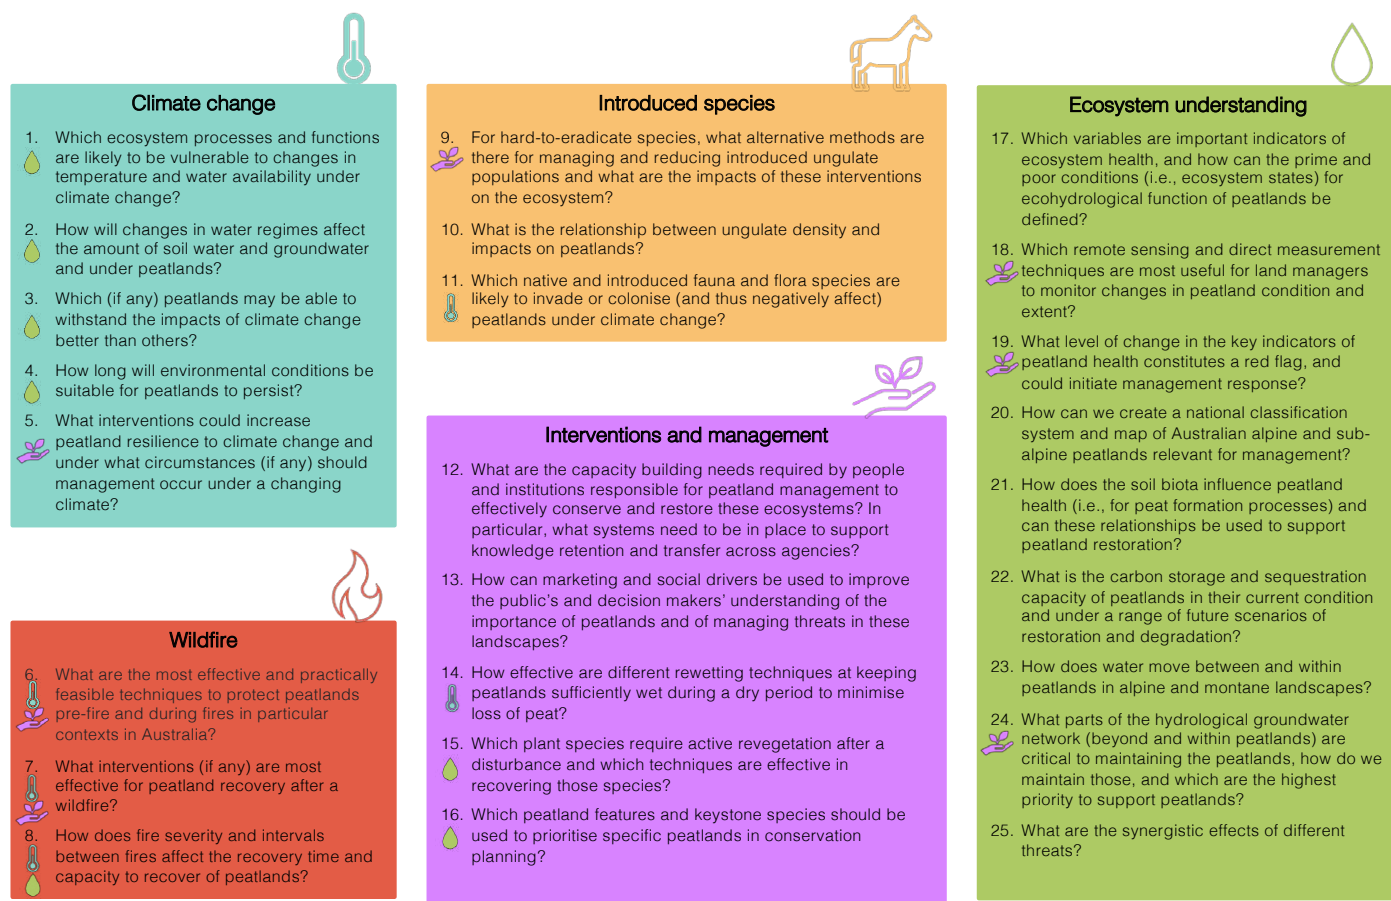 Climate change
1. Which ecosystem processes and functions
are likely to be vulnerable to changes in
temperature and water availability under
climate change?
2. How will changes in water regimes affect
the amount of soil water and groundwater
and under peatlands?
3. Which (if any) peatlands may be able to
withstand the impacts of climate change
better than others?
4. How long will environmental conditions be
suitable for peatlands to persist?
5. What interventions could increase
peatland resilience to climate change and
under what circumstances (if any) should
management occur under a changing
climate?
Wildfire
6. What are the most effective and practically
feasible techniques to protect peatlands
pre-fire and during fires in particular
contexts in Australia?
7. What interventions (if any) are most
effective for peatland recovery after a
wildfire?
8. How does fire severity and intervals
between fires affect the recovery time and
capacity to recover of peatlands?
Introduced species
9. For hard-to-eradicate species, what alternative methods are
there for managing and reducing introduced ungulate
populations and what are the impacts of these interventions
on the ecosystem?
10. What is the relationship between ungulate density and
impacts on peatlands?
11. Which native and introduced fauna and flora species are
likely to invade or colonise (and thus negatively affect)
peatlands under climate change?
Interventions and management
12. What are the capacity building needs required by people
and institutions responsible for peatland management to
effectively conserve and restore these ecosystems? In
particular, what systems need to be in place to support
knowledge retention and transfer across agencies?
13. How can marketing and social drivers be used to improve
the public's and decision makers' understanding of the
importance of peatlands and of managing threats in these
landscapes?
14. How effective are different rewetting techniques at keeping
peatlands sufficiently wet during a dry period to minimise
loss of peat?
15. Which plant species require active revegetation after a
disturbance and which techniques are effective in
recovering those species?
16. Which peatland features and keystone species should be
used to prioritise specific peatlands in conservation
planning?
Ecosystem understanding
17. Which variables are important indicators of
ecosystem health, and how can the prime and
poor conditions (i.e., ecosystem states) for
ecohydrological function of peatlands be
defined?
18. Which remote sensing and direct measurement
techniques are most useful for land managers
to monitor changes in peatland condition and
extent?
19. What level of change in the key indicators of
peatland health constitutes a red flag, and
could initiate management response?
20. How can we create a national classification
system and map of Australian alpine and sub-
alpine peatlands relevant for management?
21. How does the soil biota influence peatland
health (i.e., for peat formation processes) and
can these relationships be used to support
peatland restoration?
22. What is the carbon storage and sequestration
capacity of peatlands in their current condition
and under a range of future scenarios of
restoration and degradation?
23. How does water move between and within
peatlands in alpine and montane landscapes?
24. What parts of the hydrological groundwater
network (beyond and within peatlands) are
critical to maintaining the peatlands, how do we
maintain those, and which are the highest
priority to support peatlands?
25. What are the synergistic effects of different
threats?